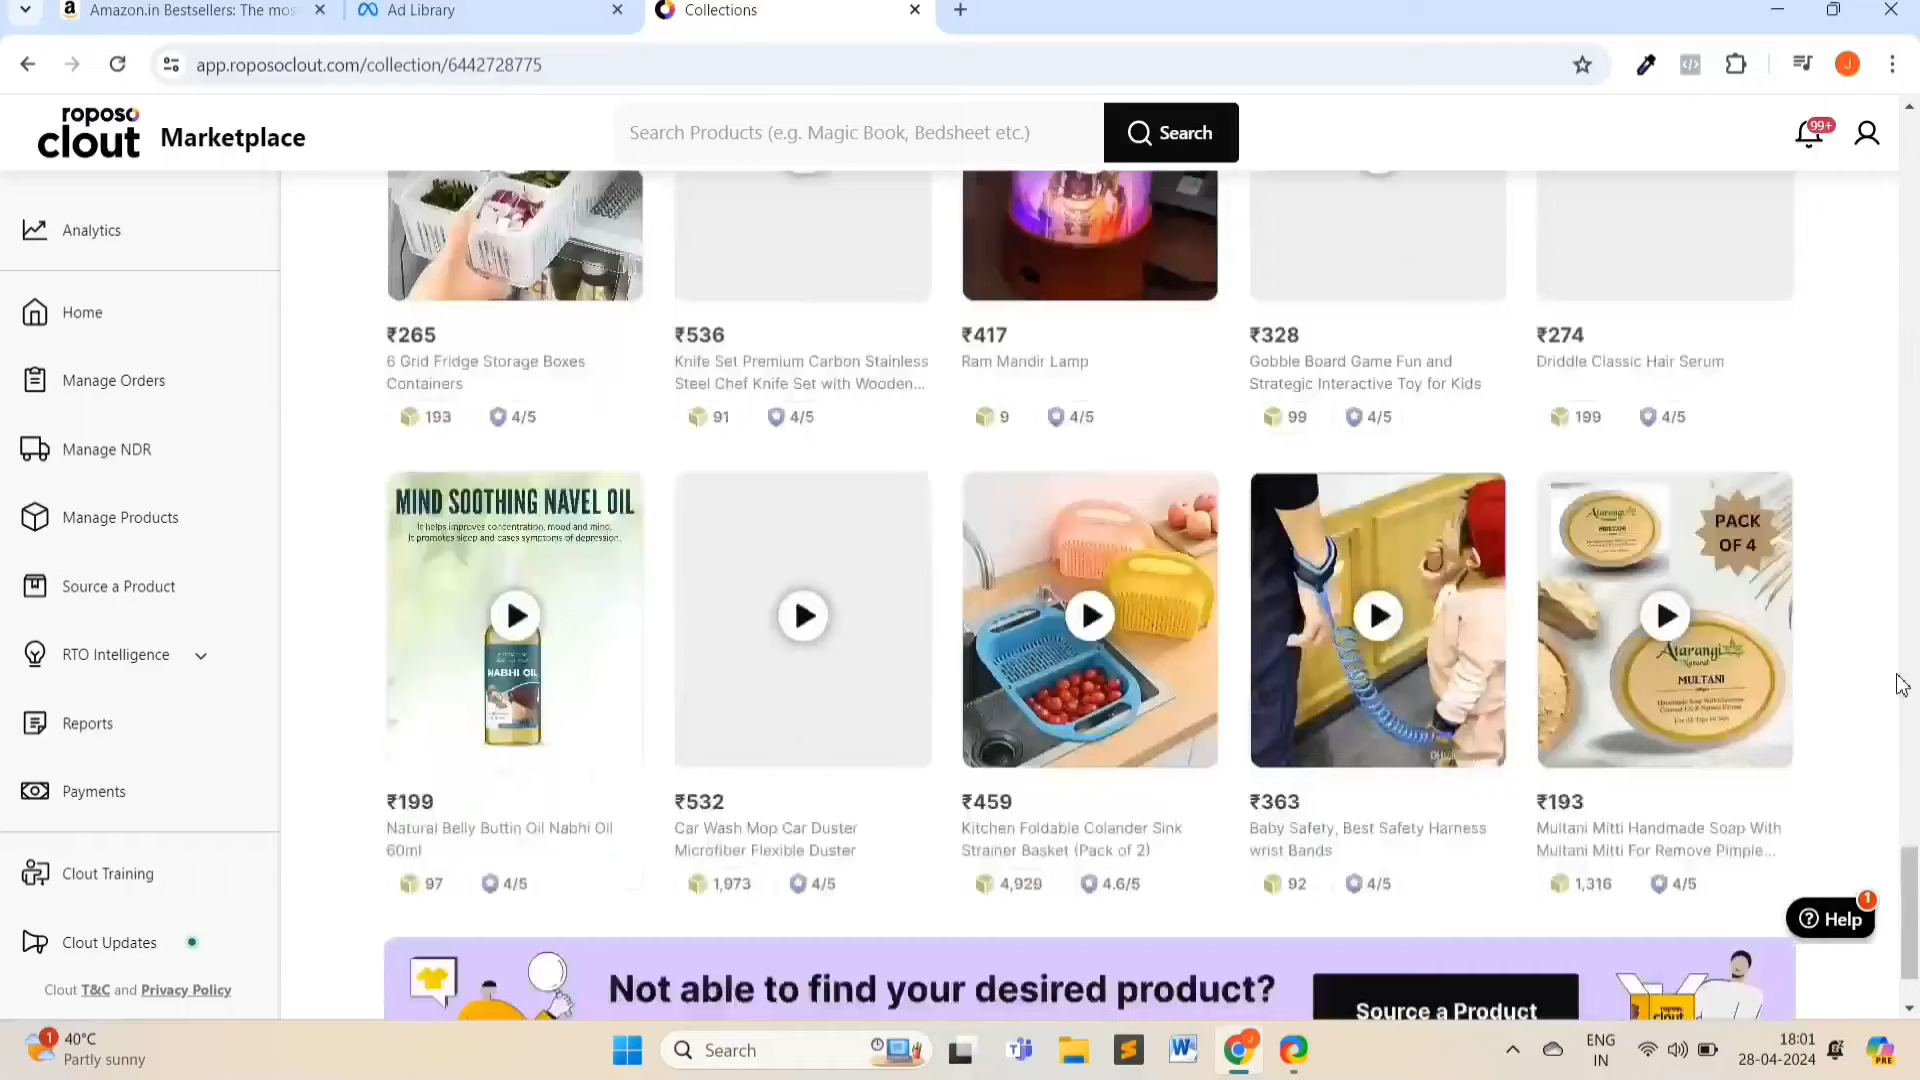 Amazon.in Bestsellers: The mos
Ad Library
Collections
app.roposoclout.com/collection/6442728775
J
roposo
clout
Marketplace
Search Products (e.g. Magic Book, Bedsheet etc.)
Search
99+
Analytics
Home
Manage Orders
Manage NDR
Manage Products
Source a Product
RTO Intelligence
Reports
Payments
Clout Training
Clout Updates
Clout T&C and Privacy Policy
₹265
6 Grid Fridge Storage Boxes
Containers
193 4/5
₹536
Knife Set Premium Carbon Stainless
Steel Chef Knife Set with Wooden...
91 4/5
₹417
Ram Mandir Lamp
9 4/5
₹328
Gobble Board Game Fun and
Strategic Interactive Toy for Kids
99 4/5
₹274
Driddle Classic Hair Serum
199 4/5
MIND SOOTHING NAVEL OIL
It helps improves concentration, mood and mind.
It promotes sleep and eases symptoms of depression.
NABHI OIL
₹199
Natural Belly Buttin Oil Nabhi Oil
60ml
97 4/5
₹532
Car Wash Mop Car Duster
Microfiber Flexible Duster
1,973 4/5
₹459
Kitchen Foldable Colander Sink
Strainer Basket (Pack of 2)
4,929 4.6/5
₹363
Baby Safety, Best Safety Harness
wrist Bands
92 4/5
Atarangi
MULTANI
PACK
OF 4
Atarangi
Natural
MULTANI
₹193
Multani Mitti Handmade Soap With
Multani Mitti For Remove Pimple...
1,316 4/5
1
Help
Not able to find your desired product?
Source a Product
1
40°C
Partly sunny
Search
ENG
IN
18:01
28-04-2024
PRE